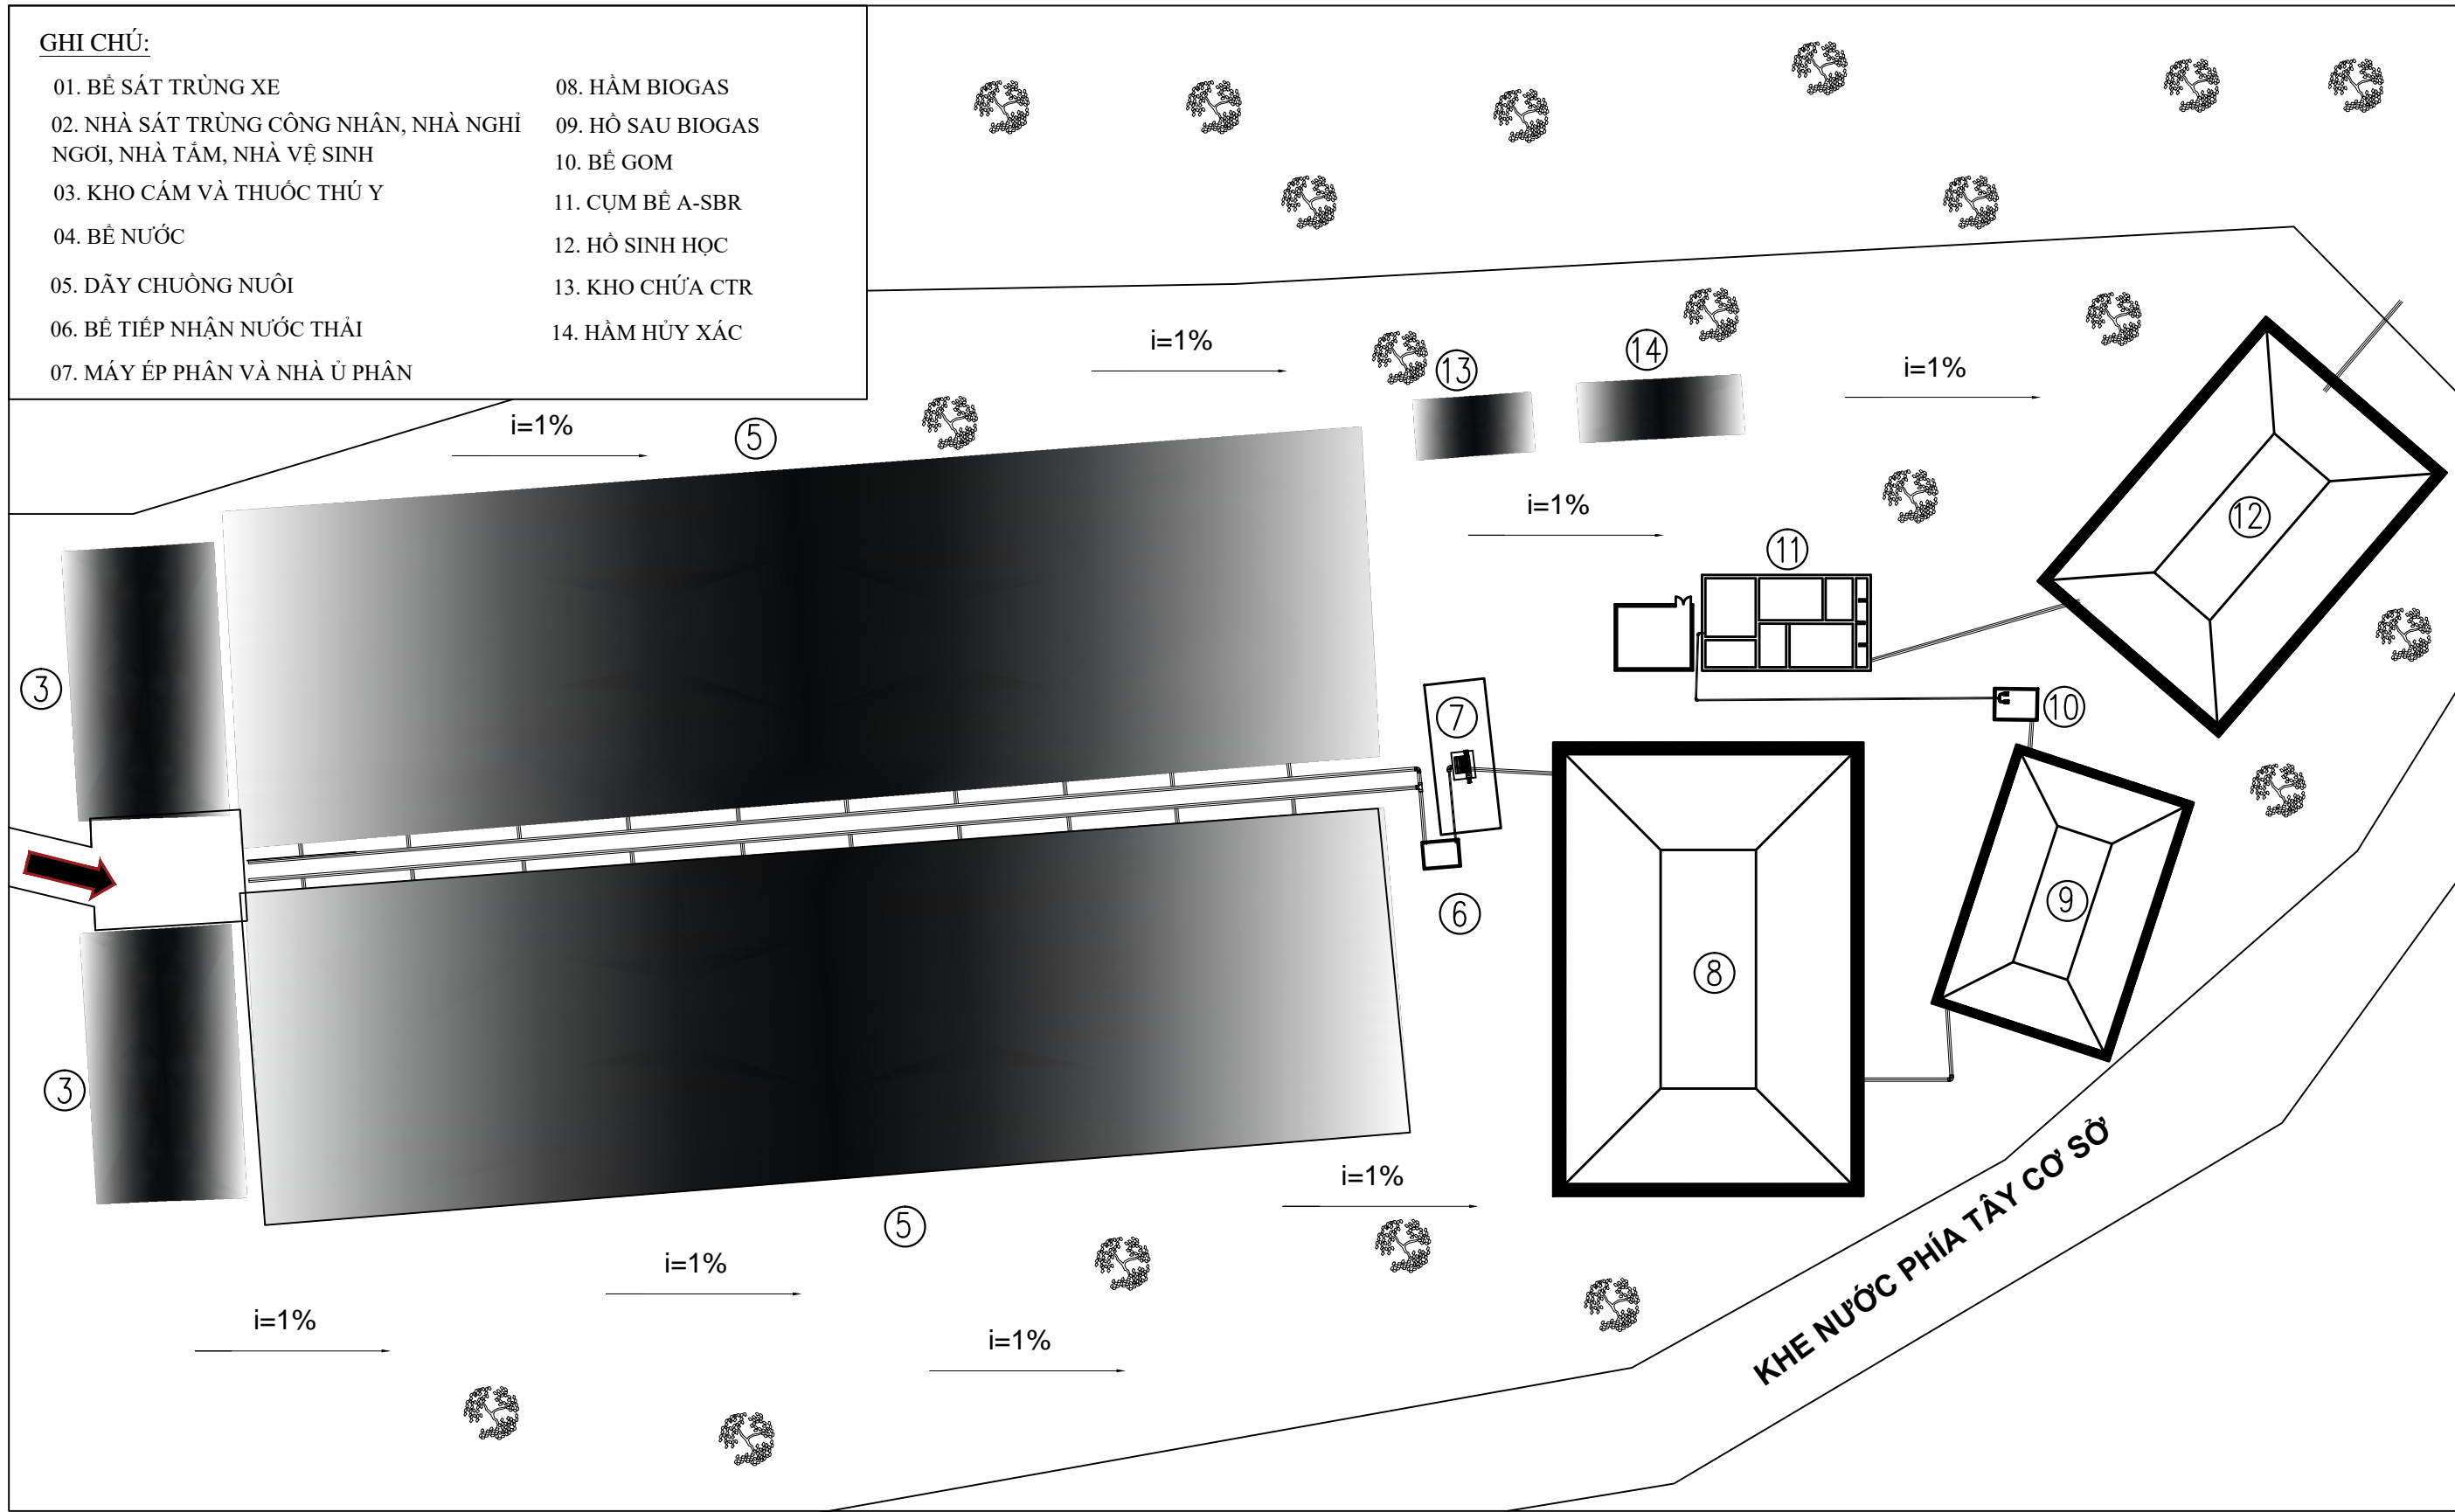 GHI CHÚ:
01. BỂ SÁT TRÙNG XE
02. NHÀ SÁT TRÙNG CÔNG NHÂN, NHÀ NGHỈ
NGƠI, NHÀ TẮM, NHÀ VỆ SINH
03. KHO CÁM VÀ THUỐC THÚ Y
04. BỂ NƯỚC
05. DÃY CHUỒNG NUÔI
06. BỂ TIẾP NHẬN NƯỚC THẢI
07. MÁY ÉP PHÂN VÀ NHÀ Ủ PHÂN
08. HẦM BIOGAS
09. HỒ SAU BIOGAS
10. BỂ GOM
11. CỤM BỂ A-SBR
12. HỒ SINH HỌC
13. KHO CHỨA CTR
14. HẦM HỦY XÁC
i=1%
14
13
i=1%
i=1%
5
i=1%
12
11
3
10
7
9
6
8
3
KHE NƯỚC PHÍA TÂY CƠ SỞ
i=1%
5
i=1%
i=1%
i=1%
i=1%